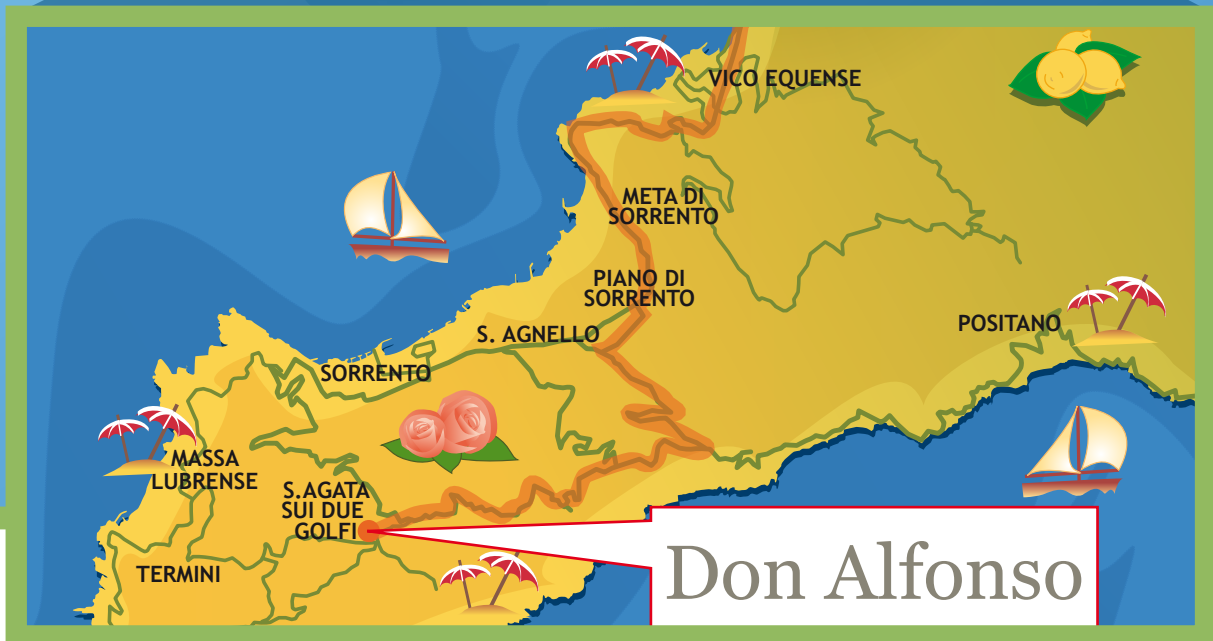 VICO EQUENSE
META DI
SORRENTO
PIANO DI
SORRENTO
POSITANO
S. AGNELLO
SORRENTO
MASSA
LUBRENSE
S.AGATA
SUI DUE
GOLFI
TERMINI
Don Alfonso